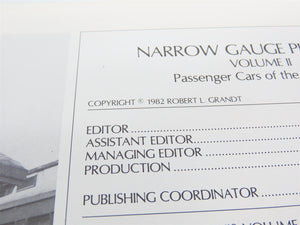 NARROW GAUGE P
VOLUME II
Passenger Cars of the
COPYRIGHT © 1982 ROBERT L. GRANDT
EDITOR
ASSISTANT EDITOR
MANAGING EDITOR
PRODUCTION
PUBLISHING COORDINATOR
VOLUME